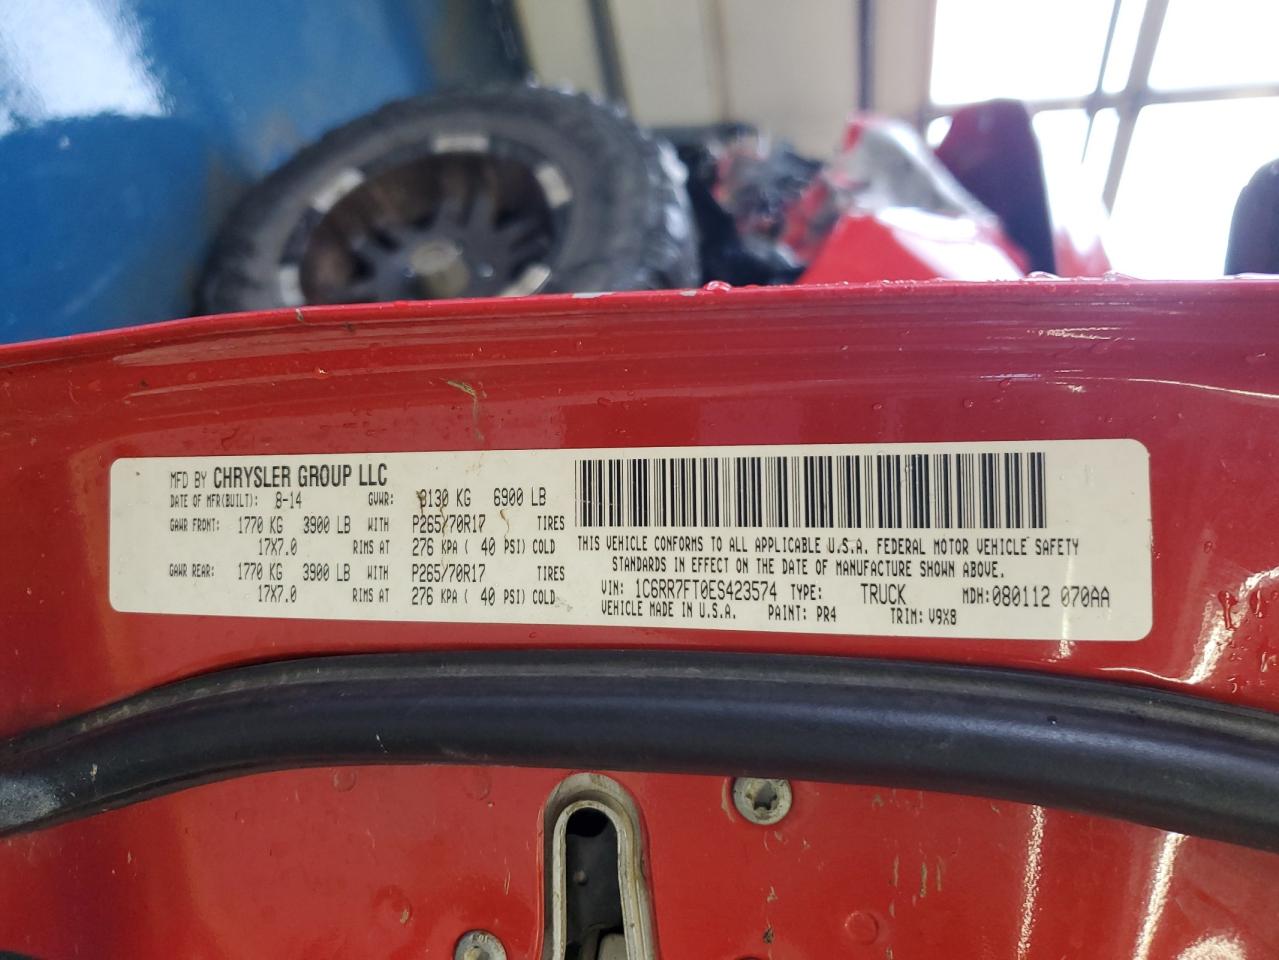 MFD BY CHRYSLER GROUP LLC
DATE OF MFR(BUILT): 8-14 GVWR: 3130 KG 6900 LB
GAWR FRONT: 1770 KG 3900 LB WITH P265/70R17 TIRES
17X7.0 RIMS AT 276 KPA ( 40 PSI) COLD
GAWR REAR: 1770 KG 3900 LB WITH P265/70R17 TIRES
17X7.0 RIMS AT 276 KPA ( 40 PSI) COLD
THIS VEHICLE CONFORMS TO ALL APPLICABLE U.S.A. FEDERAL MOTOR VEHICLE SAFETY
STANDARDS IN EFFECT ON THE DATE OF MANUFACTURE SHOWN ABOVE.
VIN: 1C6RR7FT0ES423574 TYPE: TRUCK MDH:080112 070AA
VEHICLE MADE IN U.S.A. PAINT: PR4 TRIM: V9X8